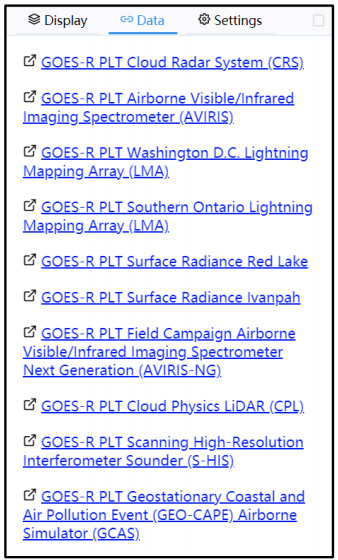 Display Data Settings
GOES-R PLT Cloud Radar System (CRS)
GOES-R PLT Airborne Visible/Infrared
Imaging Spectrometer (AVIRIS)
GOES-R PLT Washington D.C. Lightning
Mapping Array (LMA)
GOES-R PLT Southern Ontario Lightning
Mapping Array (LMA)
GOES-R PLT Surface Radiance Red Lake
GOES-R PLT Surface Radiance Ivanpah
GOES-R PLT Field Campaign Airborne
Visible/Infrared Imaging Spectrometer
Next Generation (AVIRIS-NG)
GOES-R PLT Cloud Physics LiDAR (CPL)
GOES-R PLT Scanning High-Resolution
Interferometer Sounder (S-HIS)
GOES-R PLT Geostationary Coastal and
Air Pollution Event (GEO-CAPE) Airborne
Simulator (GCAS)